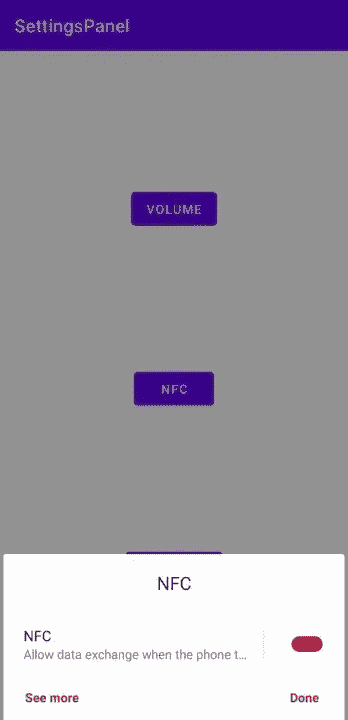 SettingsPanel
VOLUME
NFC
NFC
NFC
Allow data exchange when the phone t...
See more
Done